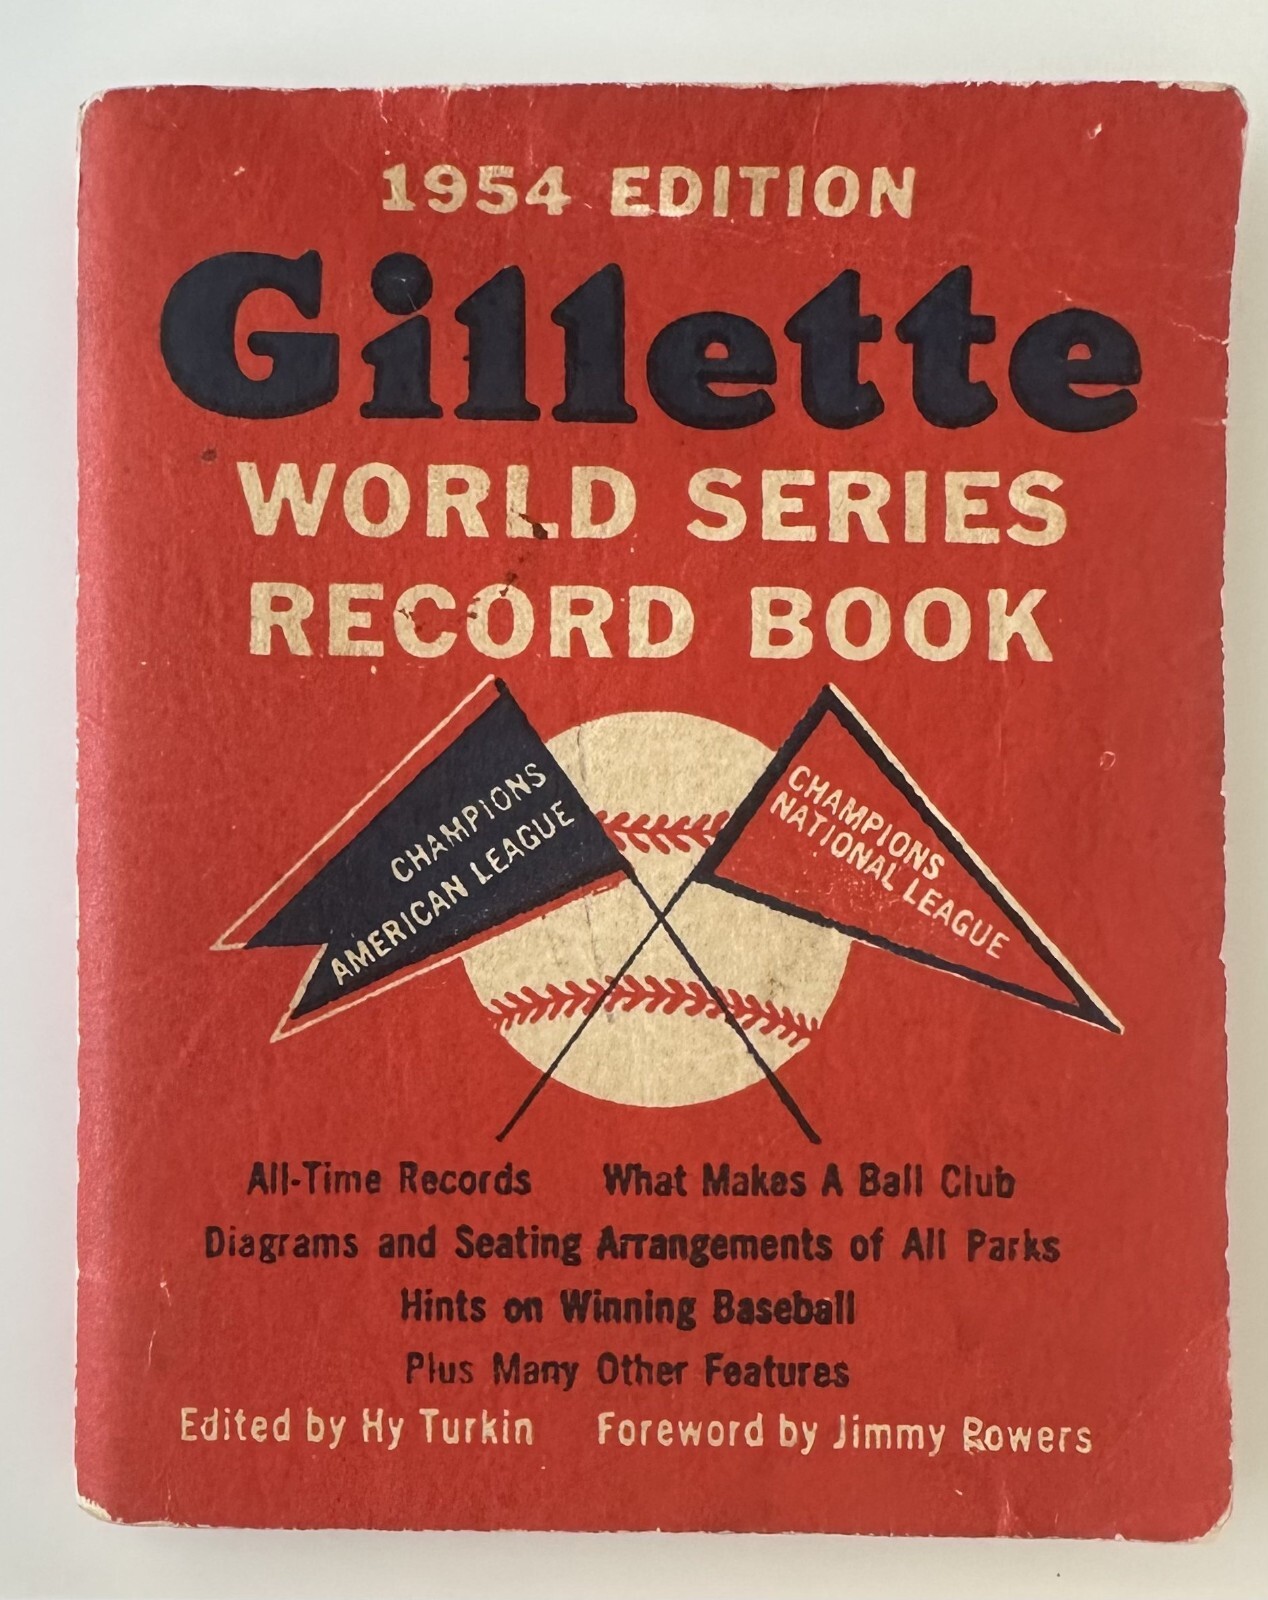 1954 EDITION
Gillette
WORLD SERIES
RECORD BOOK
CHAMPIONS
AMERICAN LEAGUE
CHAMPIONS
NATIONAL LEAGUE
All-Time Records What Makes A Ball Club
Diagrams and Seating Arrangements of All Parks
Hints on Winning Baseball
Plus Many Other Features
Edited by Hy Turkin Foreword by Jimmy Powers